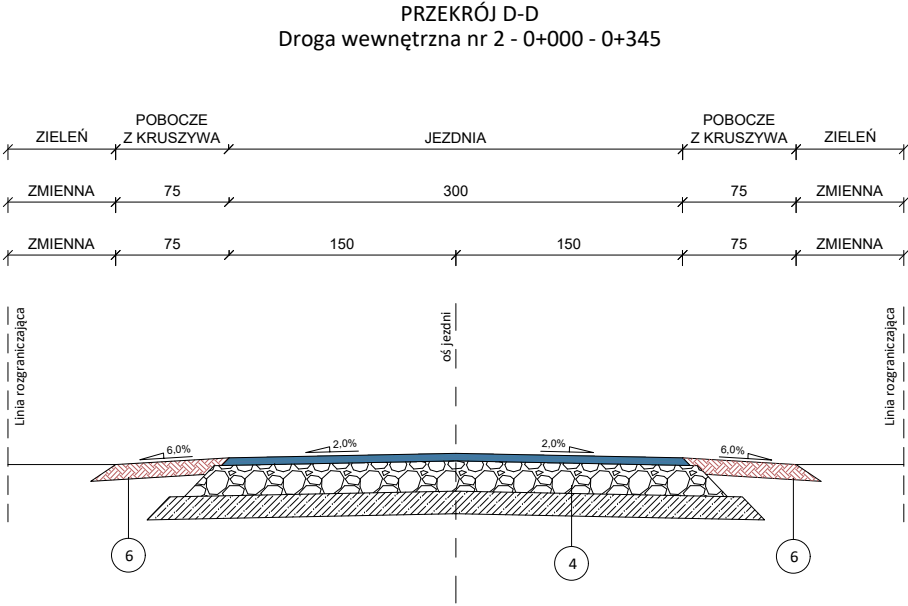 PRZEKRÓJ D-D
Droga wewnętrzna nr 2 - 0+000 - 0+345
ZIELEŃ
POBOCZE
Z KRUSZYWA
JEZDNIA
POBOCZE
Z KRUSZYWA
ZIELEŃ
ZMIENNA 75 300 75 ZMIENNA
ZMIENNA 75 150 150 75 ZMIENNA
Linia rozgraniczająca
oś jezdni
Linia rozgraniczająca
6,0% 2,0% 2,0% 6,0%
6 4 6